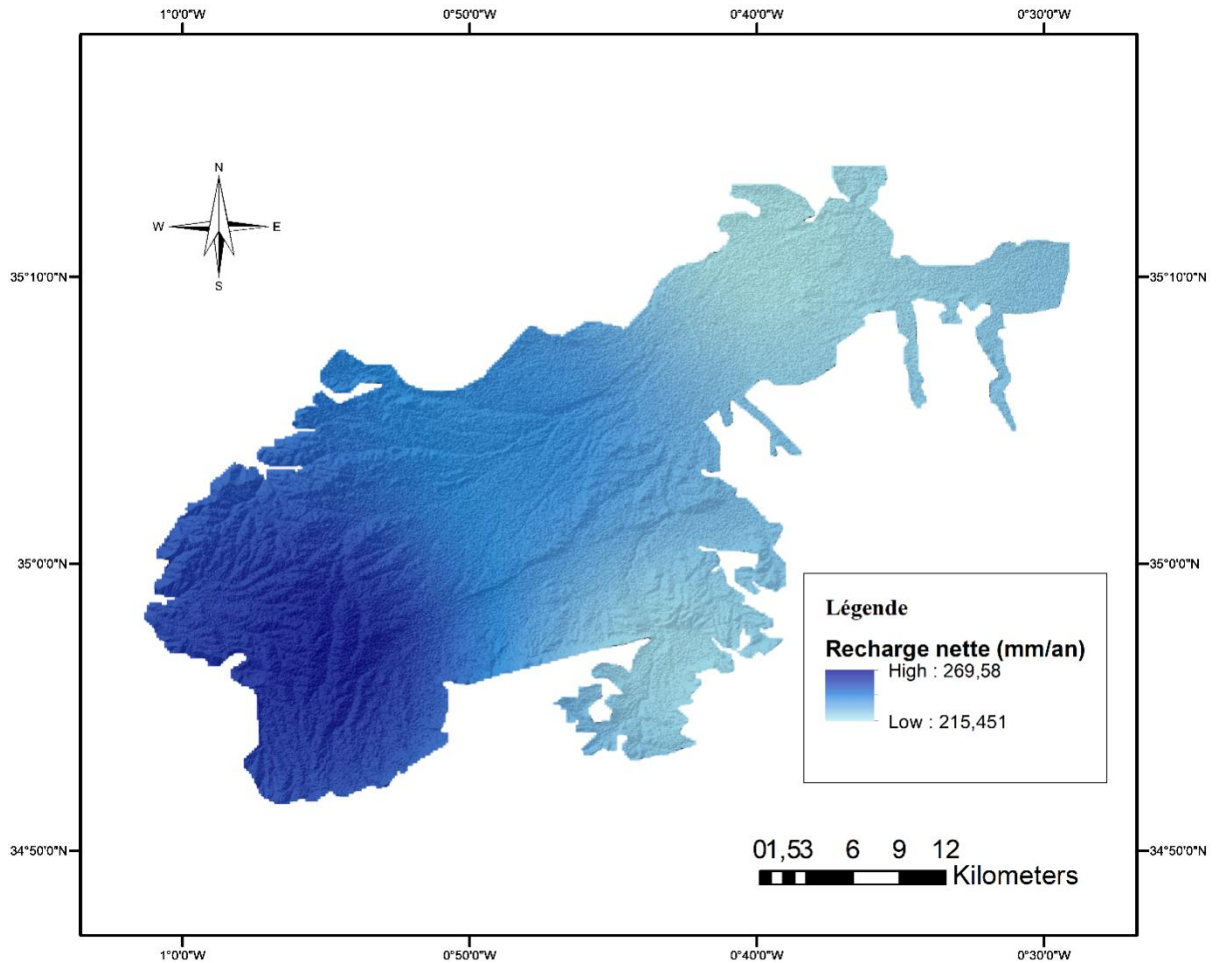 1°0'0"W 0°50'0"W 0°40'0"W 0°30'0"W
N
W E
S
35°10'0"N 35°10'0"N
35°0'0"N 35°0'0"N
Légende
Recharge nette (mm/an)
High : 269,58
Low : 215,451
34°50'0"N 34°50'0"N
01,53 6 9 12
Kilometers
1°0'0"W 0°50'0"W 0°40'0"W 0°30'0"W